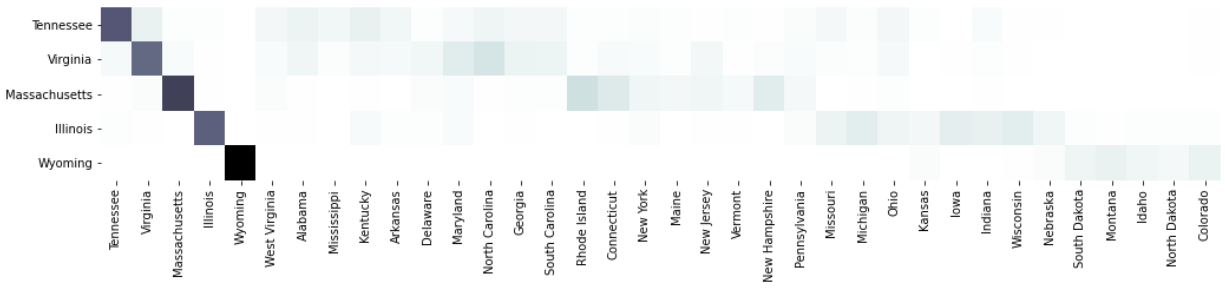 Tennessee
Virginia
Massachusetts
Illinois
Wyoming
Tennessee
Virginia
Massachusetts
Illinois
Wyoming
West Virginia
Alabama
Mississippi
Kentucky
Arkansas
Delaware
Maryland
North Carolina
Georgia
South Carolina
Rhode Island
Connecticut
New York
Maine
New Jersey
Vermont
New Hampshire
Pennsylvania
Missouri
Michigan
Ohio
Kansas
Iowa
Indiana
Wisconsin
Nebraska
South Dakota
Montana
Idaho
North Dakota
Colorado